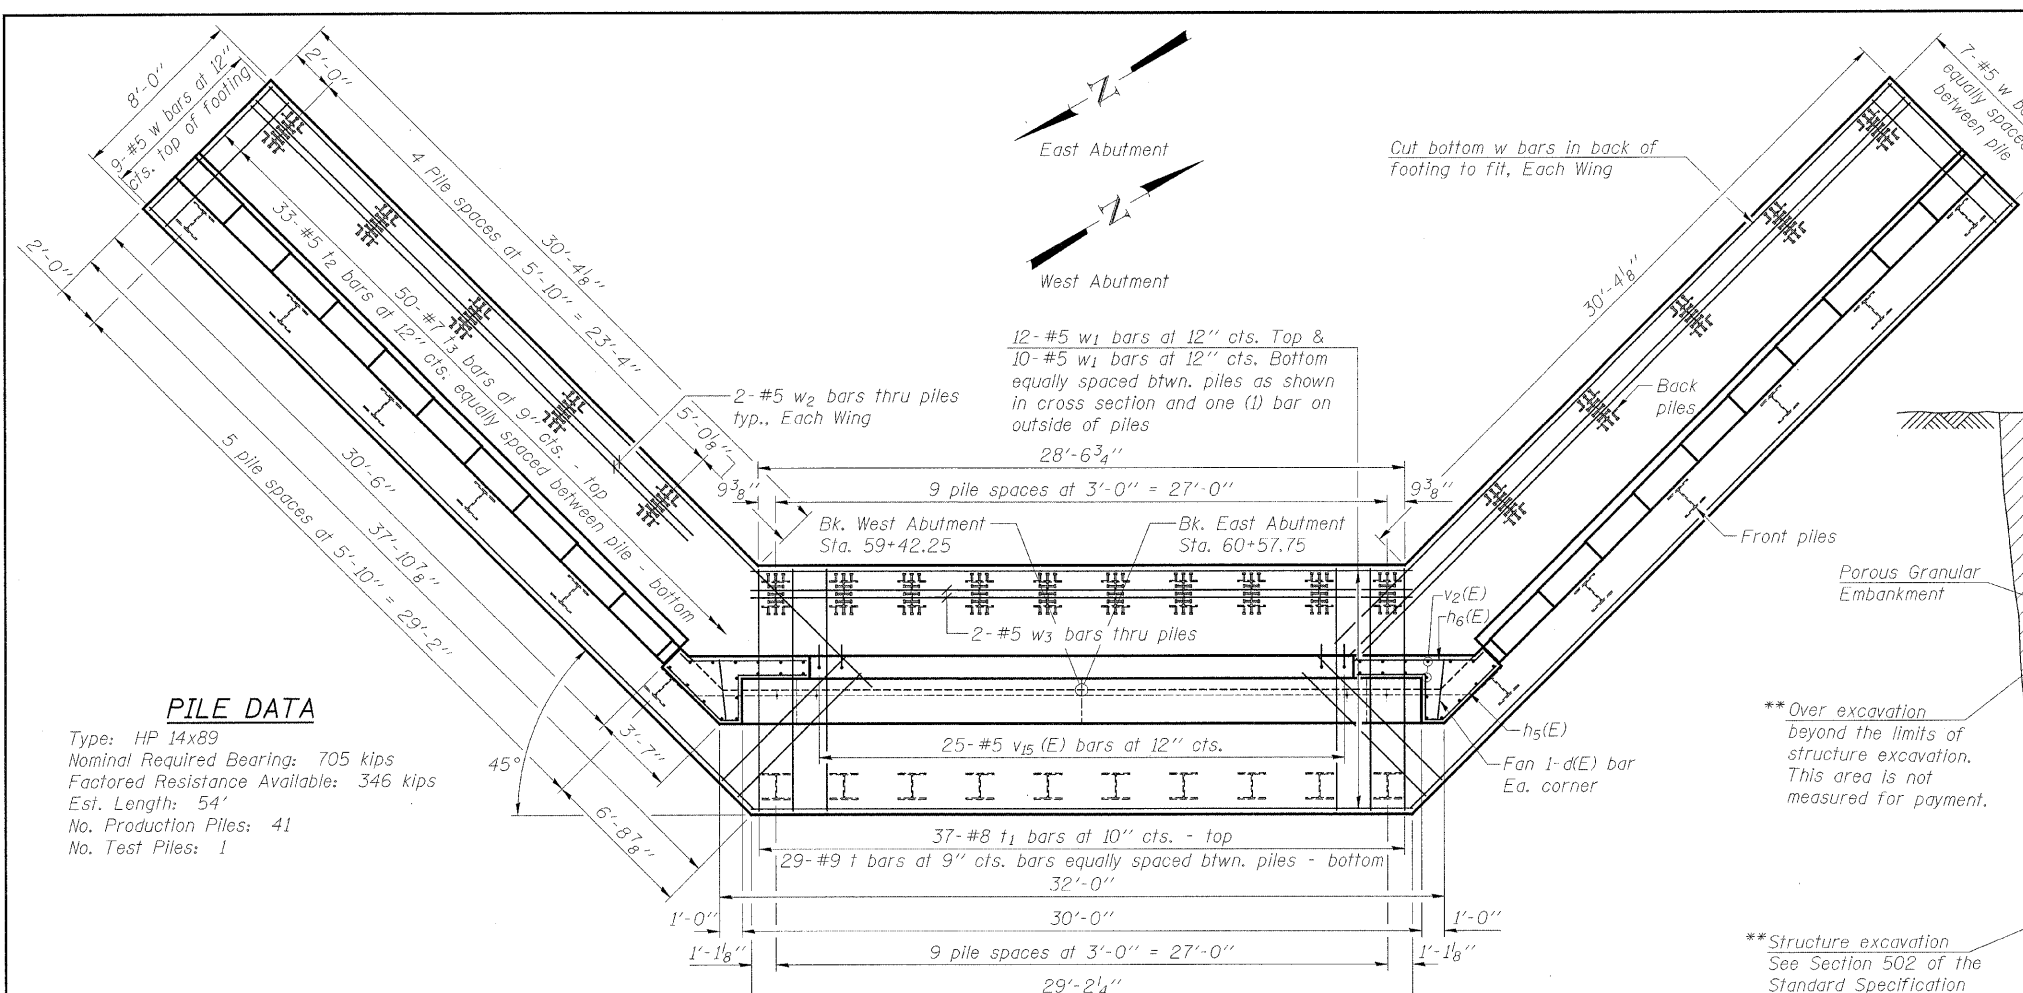 8'-0"
9-#5 w bars at 12"
cts. top of footing
2'-0"
4 Pile spaces at 5'-10" = 23'-4"
30'-4⅛"
5'-0⅛"
33-#5 t2 bars at 12" cts. equally spaced between pile - bottom
50-#7 t3 bars at 9" cts. - top
2'-0"
30'-6"
37'-10⅞"
5 pile spaces at 5'-10" = 29'-2"
3'-7"
6'-8⅞"
45°
N
East Abutment
N
West Abutment
Cut bottom w bars in back of
footing to fit, Each Wing
7-#5 w
equally
between pile
30'-4⅛"
12-#5 w1 bars at 12" cts. Top &
10-#5 w1 bars at 12" cts. Bottom
equally spaced btwn. piles as shown
in cross section and one (1) bar on
outside of piles
2-#5 w2 bars thru piles
typ., Each Wing
Back
piles
28'-6¾"
9⅜"
9 pile spaces at 3'-0" = 27'-0"
9⅜"
Bk. West Abutment
Sta. 59+42.25
Bk. East Abutment
Sta. 60+57.75
Front piles
Porous Granular
Embankment
v2(E)
h6(E)
2-#5 w3 bars thru piles
PILE DATA
Type: HP 14x89
Nominal Required Bearing: 705 kips
Factored Resistance Available: 346 kips
Est. Length: 54'
No. Production Piles: 41
No. Test Piles: 1
25-#5 v15(E) bars at 12" cts.
h5(E)
Fan 1-d(E) bar
Ea. corner
**Over excavation
beyond the limits of
structure excavation.
This area is not
measured for payment.
37-#8 t1 bars at 10" cts. - top
29-#9 t bars at 9" cts. bars equally spaced btwn. piles - bottom
32'-0"
1'-0"
30'-0"
1'-0"
1'-1⅛"
9 pile spaces at 3'-0" = 27'-0"
1'-1⅛"
29'-2¼"
**Structure excavation
See Section 502 of the
Standard Specification